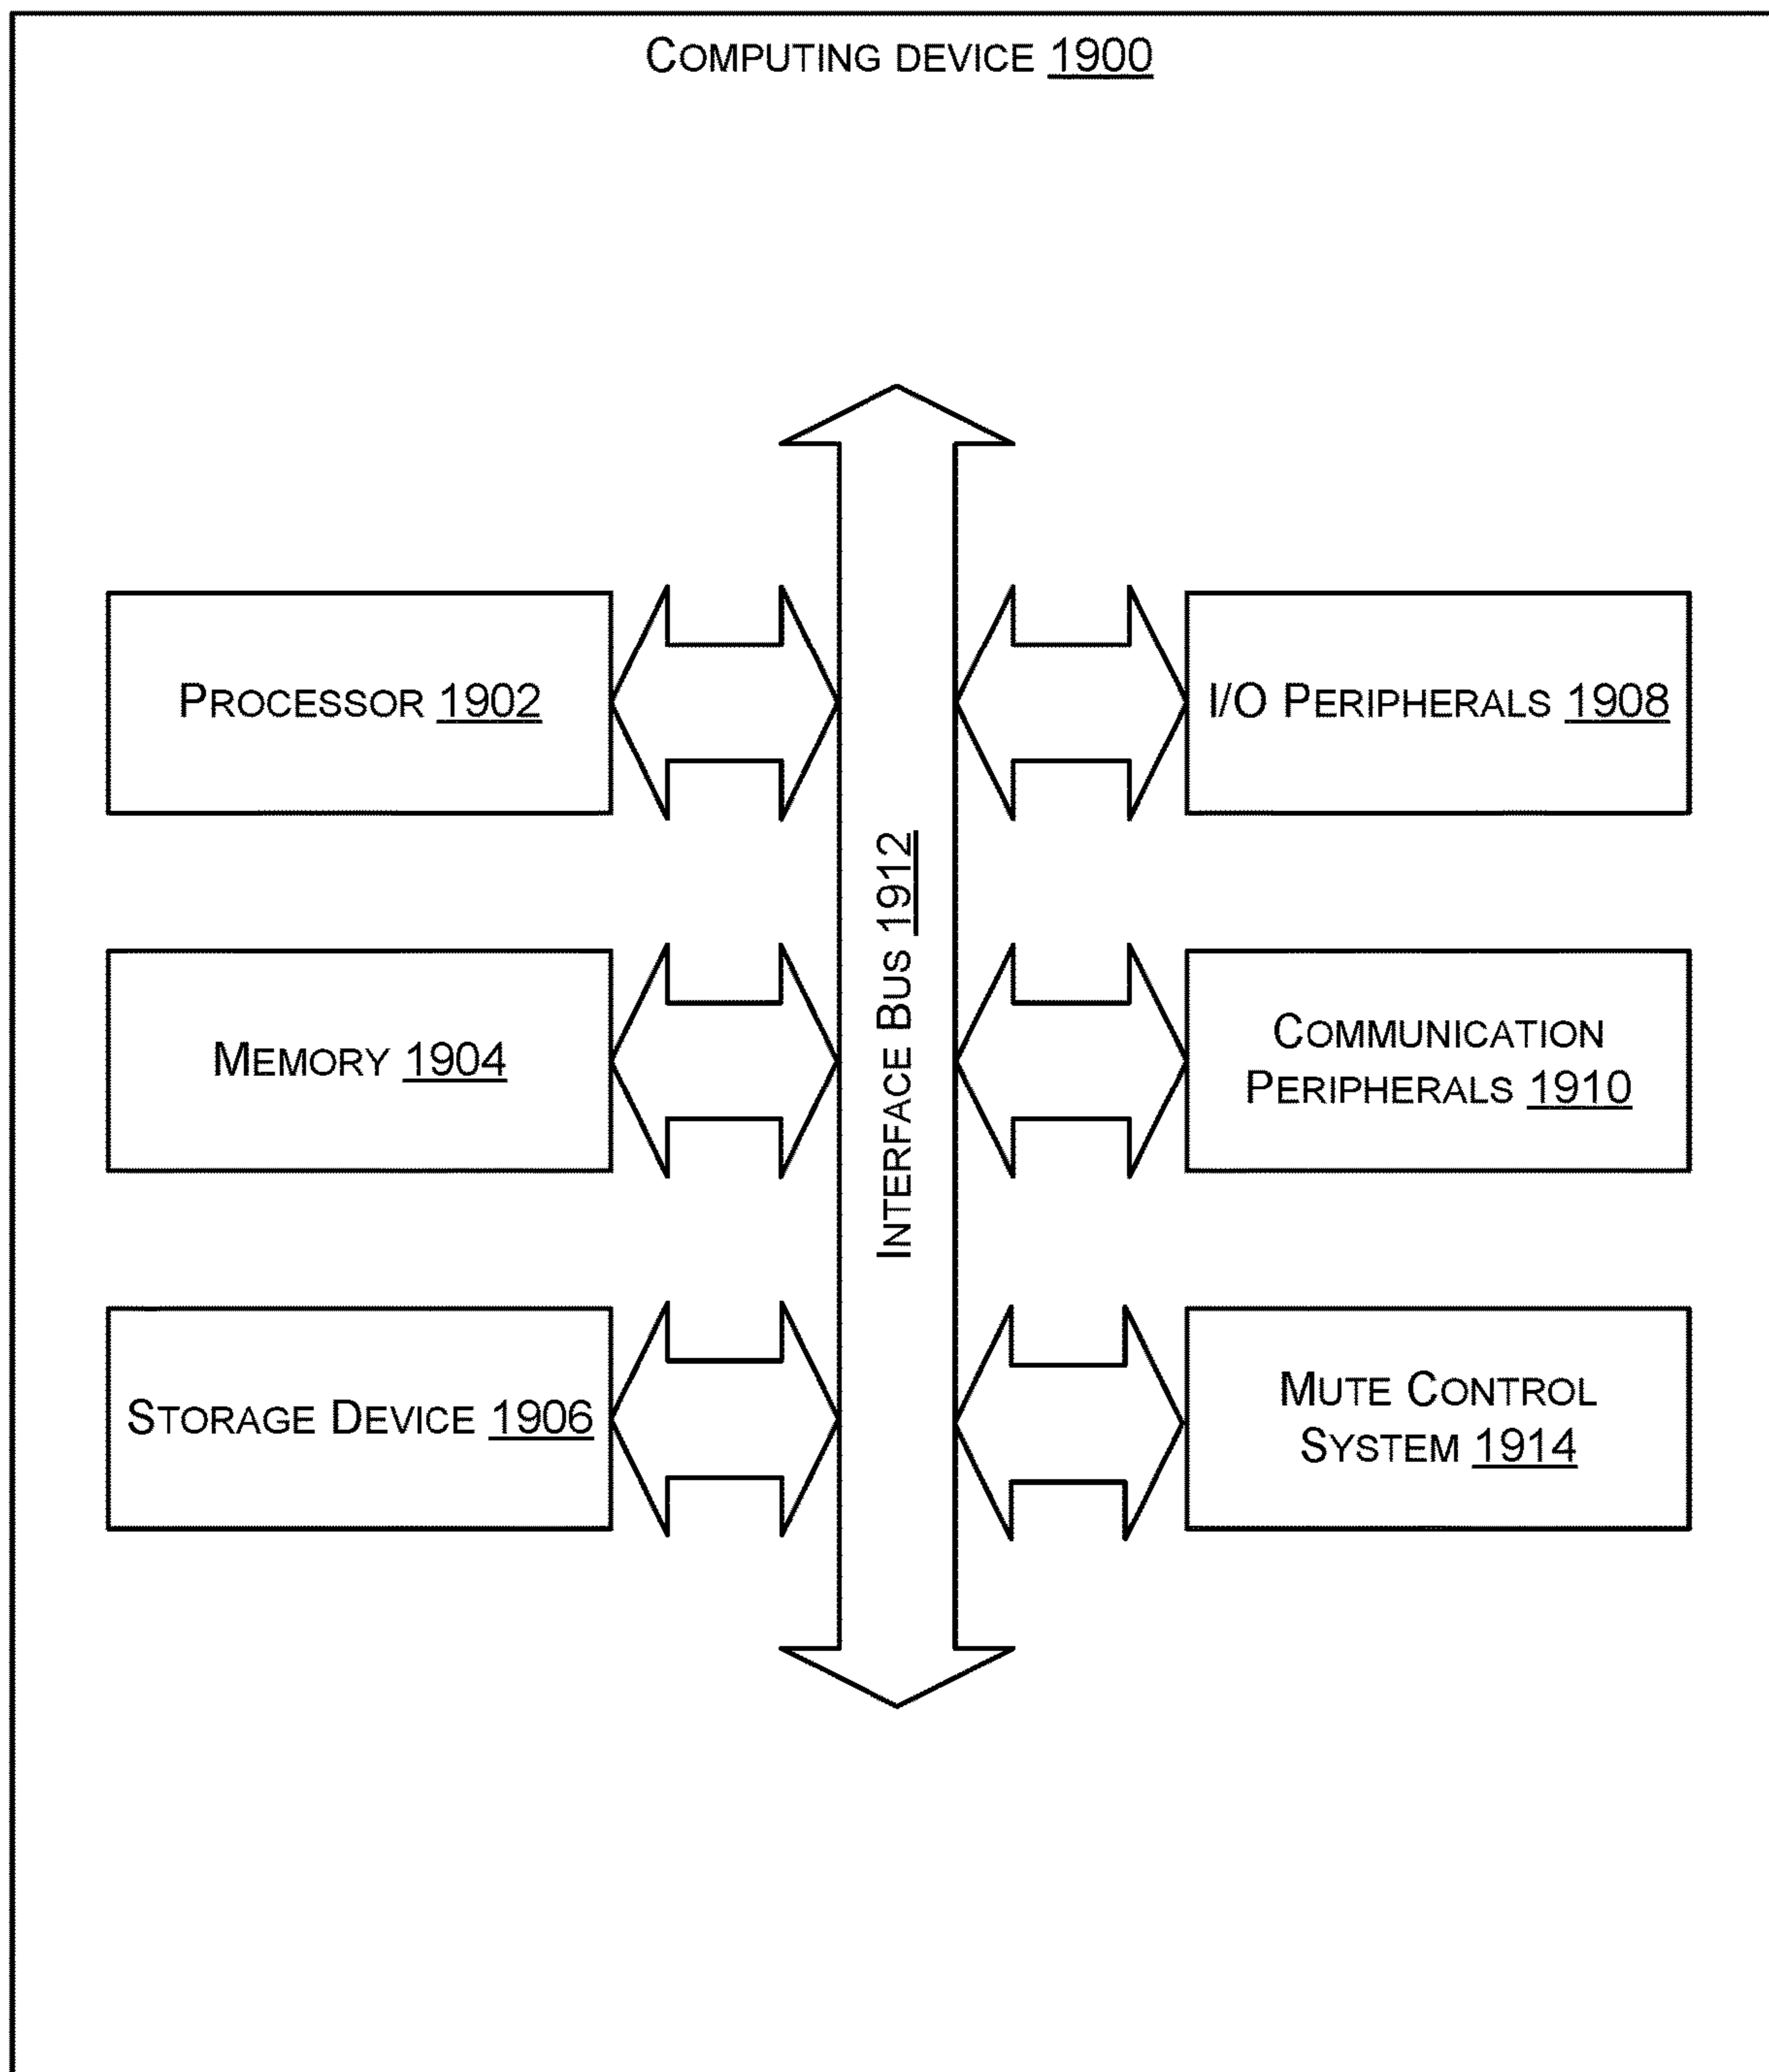 COMPUTING DEVICE 1900
PROCESSOR 1902
I/O PERIPHERALS 1908
INTERFACE BUS 1912
MEMORY 1904
COMMUNICATION
PERIPHERALS 1910
STORAGE DEVICE 1906
MUTE CONTROL
SYSTEM 1914